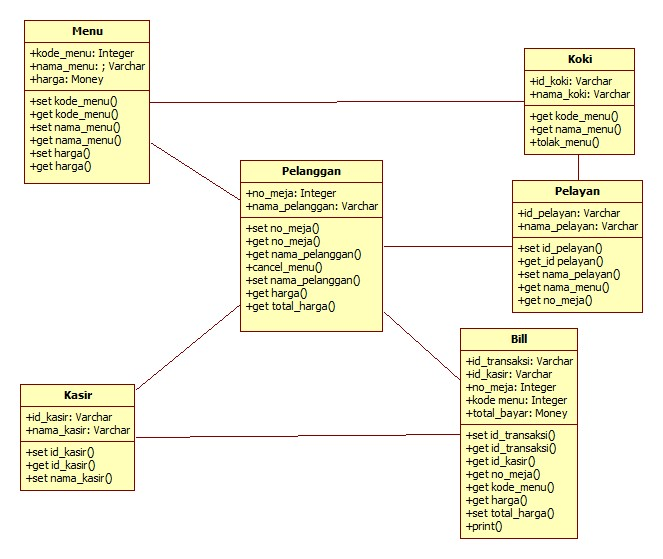 Menu
+kode_menu: Integer
+nama_menu: ; Varchar
+harga: Money
+set kode_menu()
+get kode_menu()
+set nama_menu()
+get nama_menu()
+set harga()
+get harga()
Koki
+id_koki: Varchar
+nama_koki: Varchar
+get kode_menu()
+get nama_menu()
+tolak_menu()
Pelanggan
+no_meja: Integer
+nama_pelanggan: Varchar
+set no_meja()
+get no_meja()
+get nama_pelanggan()
+cancel_menu()
+set nama_pelanggan()
+get harga()
+get total_harga()
Pelayan
+id_pelayan: Varchar
+nama_pelayan: Varchar
+set id_pelayan()
+get_id pelayan()
+set nama_pelayan()
+get nama_menu()
+get no_meja()
Kasir
+id_kasir: Varchar
+nama_kasir: Varchar
+set id_kasir()
+get id_kasir()
+set nama_kasir()
Bill
+id_transaksi: Varchar
+id_kasir: Varchar
+no_meja: Integer
+kode menu: Integer
+total_bayar: Money
+set id_transaksi()
+get id_transaksi()
+get id_kasir()
+get no_meja()
+get kode_menu()
+get harga()
+set total_harga()
+print()